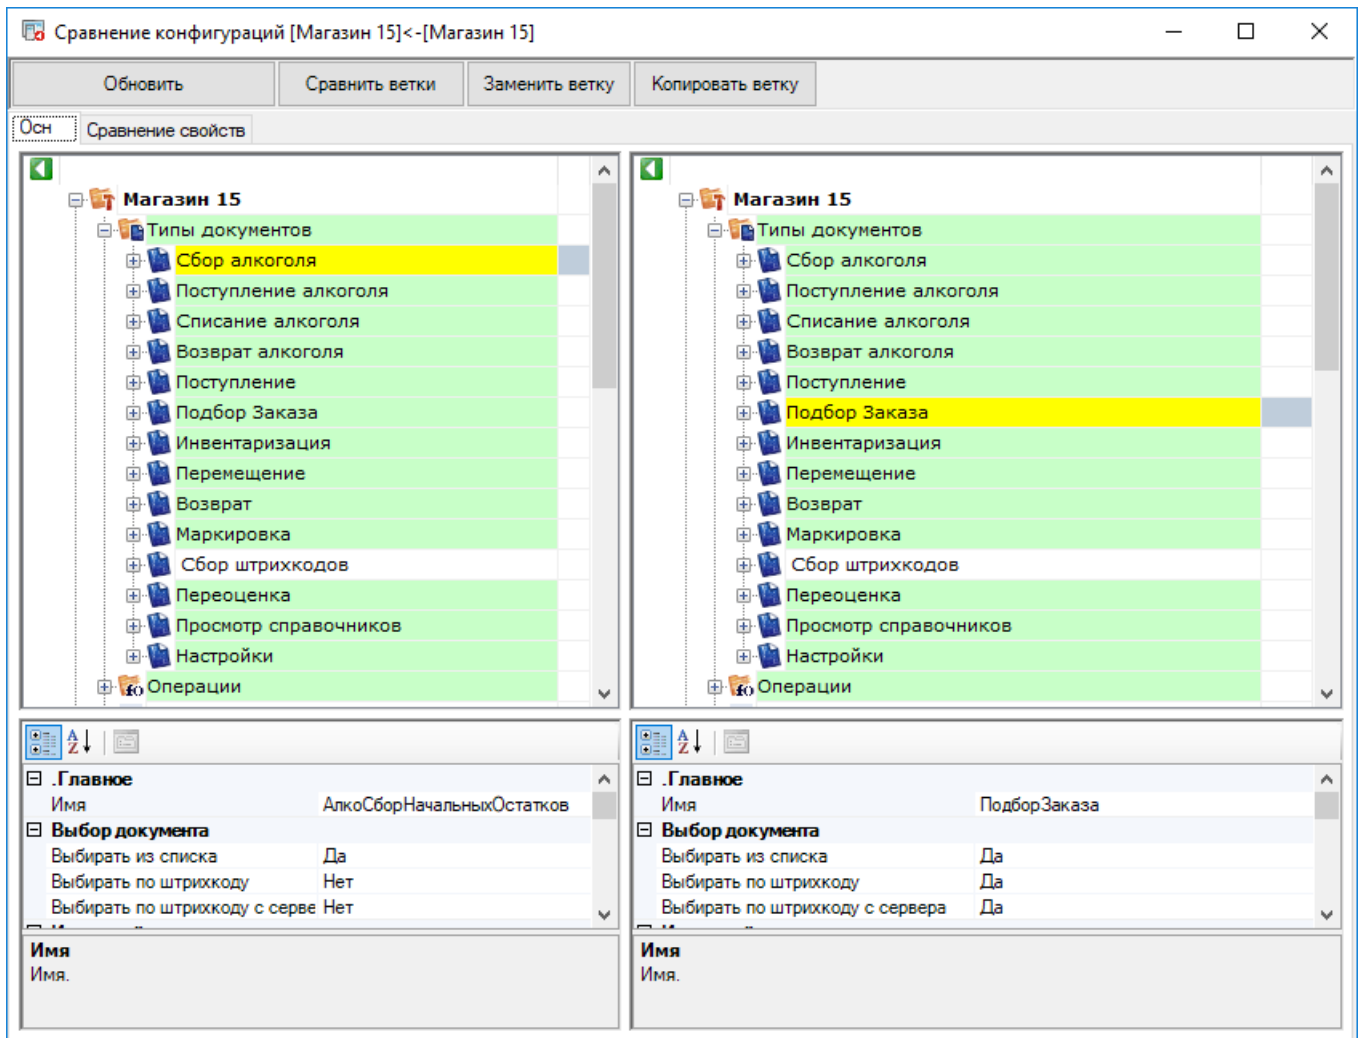 Сравнение конфигураций [Магазин 15]<-[Магазин 15]
Обновить Сравнить ветки Заменить ветку Копировать ветку
Осн Сравнение свойств
Магазин 15
Типы документов
Сбор алкоголя
Поступление алкоголя
Списание алкоголя
Возврат алкоголя
Поступление
Подбор Заказа
Инвентаризация
Перемещение
Возврат
Маркировка
Сбор штрихкодов
Переоценка
Просмотр справочников
Настройки
Операции
Магазин 15
Типы документов
Сбор алкоголя
Поступление алкоголя
Списание алкоголя
Возврат алкоголя
Поступление
Подбор Заказа
Инвентаризация
Перемещение
Возврат
Маркировка
Сбор штрихкодов
Переоценка
Просмотр справочников
Настройки
Операции
.Главное
Имя АлкоСборНачальныхОстатков
Выбор документа
Выбирать из списка Да
Выбирать по штрихкоду Нет
Выбирать по штрихкоду с серве Нет
Имя
Имя.
.Главное
Имя ПодборЗаказа
Выбор документа
Выбирать из списка Да
Выбирать по штрихкоду Да
Выбирать по штрихкоду с сервера Да
Имя
Имя.